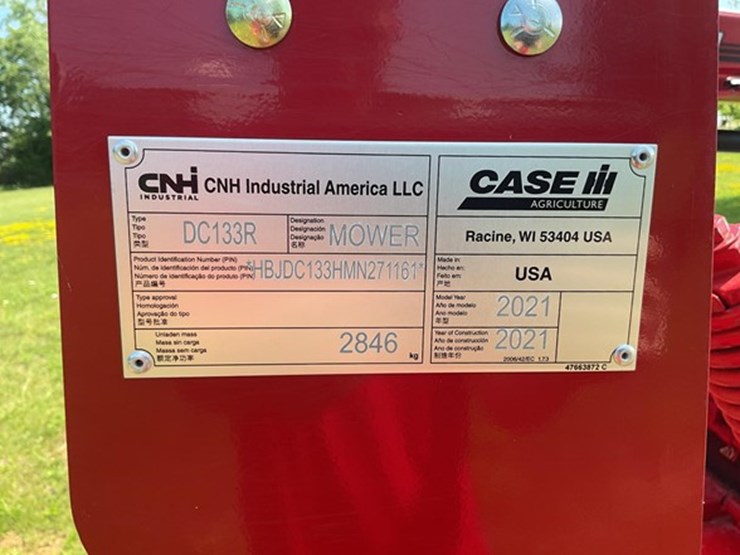 CNH INDUSTRIAL CNH Industrial America LLC
Type
Tipo
Tipo
类型
DC133R
Designation
Designación
Designação
名称
MOWER
Product Identification Number (PIN)
Núm. de identificación del producto (PIN)
Número de identificação do produto (PIN)
产品编号
*HBJDC133HMN271161*
Type approval
Homologación
Aprovação do tipo
型号批准
Unladen mass
Masa sin carga
Massa sem carga
额定净功率
2846 kg
CASE IH
AGRICULTURE
Racine, WI 53404 USA
Made in:
Hecho en:
Feito em:
产地
USA
Model Year
Año de modelo
Ano modelo
年型
2021
Year of Construction
Año de construcción
Ano de construção
制造年份
2021
2006/42/EC 1.7.3
47663872 C